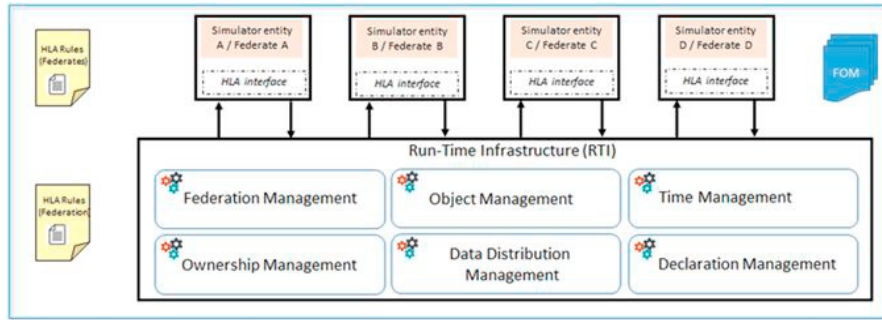 HLA Rules
(Federates)
Simulator entity
A / Federate A
HLA interface
Simulator entity
B / Federate B
HLA interface
Simulator entity
C / Federate C
HLA interface
Simulator entity
D / Federate D
HLA interface
FOM
Run-Time Infrastructure (RTI)
HLA Rules
(Federation)
Federation Management
Object Management
Time Management
Ownership Management
Data Distribution
Management
Declaration Management